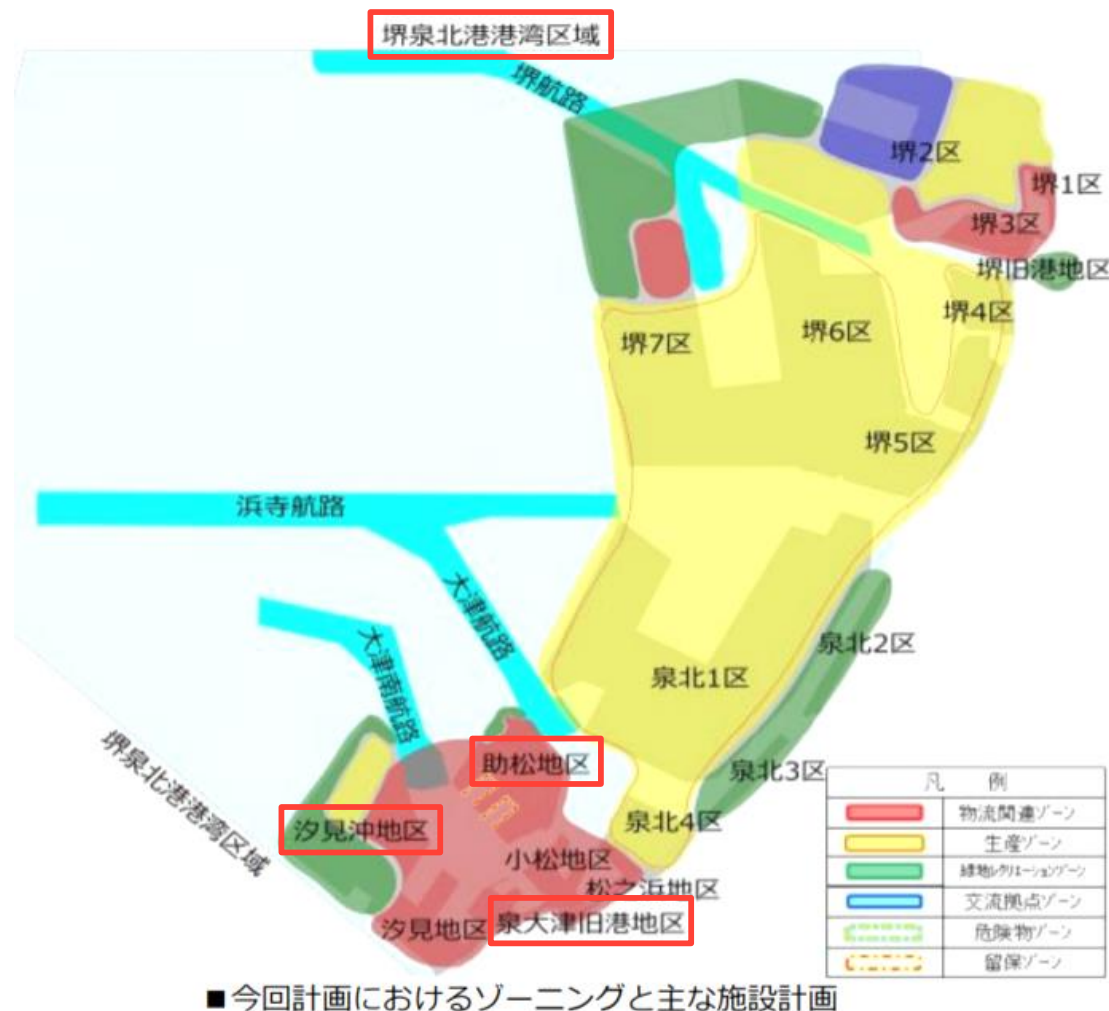 堺泉北港港湾区域
堺航路
堺2区
堺1区
堺3区
堺旧港地区
堺4区
堺7区
堺6区
堺5区
浜寺航路
大津航路
大津南航路
泉北2区
泉北1区
堺泉北港港湾区域
助松地区
泉北3区
汐見沖地区
泉北4区
小松地区
松之浜地区
汐見地区
泉大津旧港地区
凡 例
物流関連ゾーン
生産ゾーン
緑地レクリエーションゾーン
交流拠点ゾーン
危険物ゾーン
留保ゾーン
■今回計画におけるゾーニングと主な施設計画